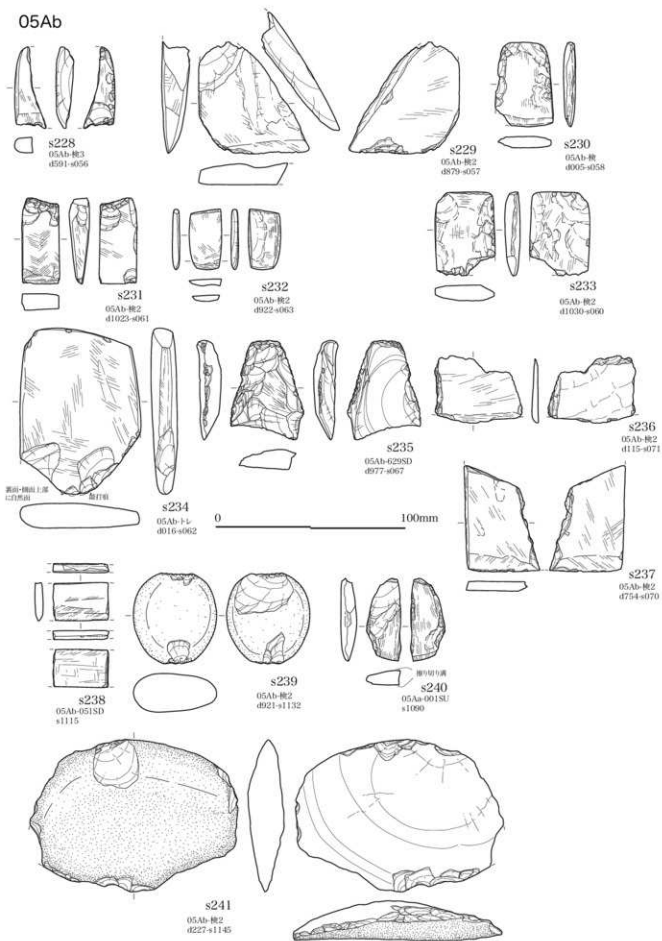 05Ab
s228
05Ab-検3
d591-s056
s229
05Ab-検2
d879-s057
s230
05Ab-検
d005-s058
s231
05Ab-検2
d1023-s061
s232
05Ab-検2
d922-s063
s233
05Ab-検2
d1030-s060
裏面・側面上部
に自然面
敲打痕
s234
05Ab-トレ
d016-s062
s235
05Ab-629SD
d977-s067
s236
05Ab-検2
d115-s071
0
100mm
s237
05Ab-検2
d754-s070
s238
05Ab-051SD
s1115
s239
05Ab-検2
d921-s1132
擦り切り溝
s240
05Aa-001SU
s1090
s241
05Ab-検2
d227-s1145